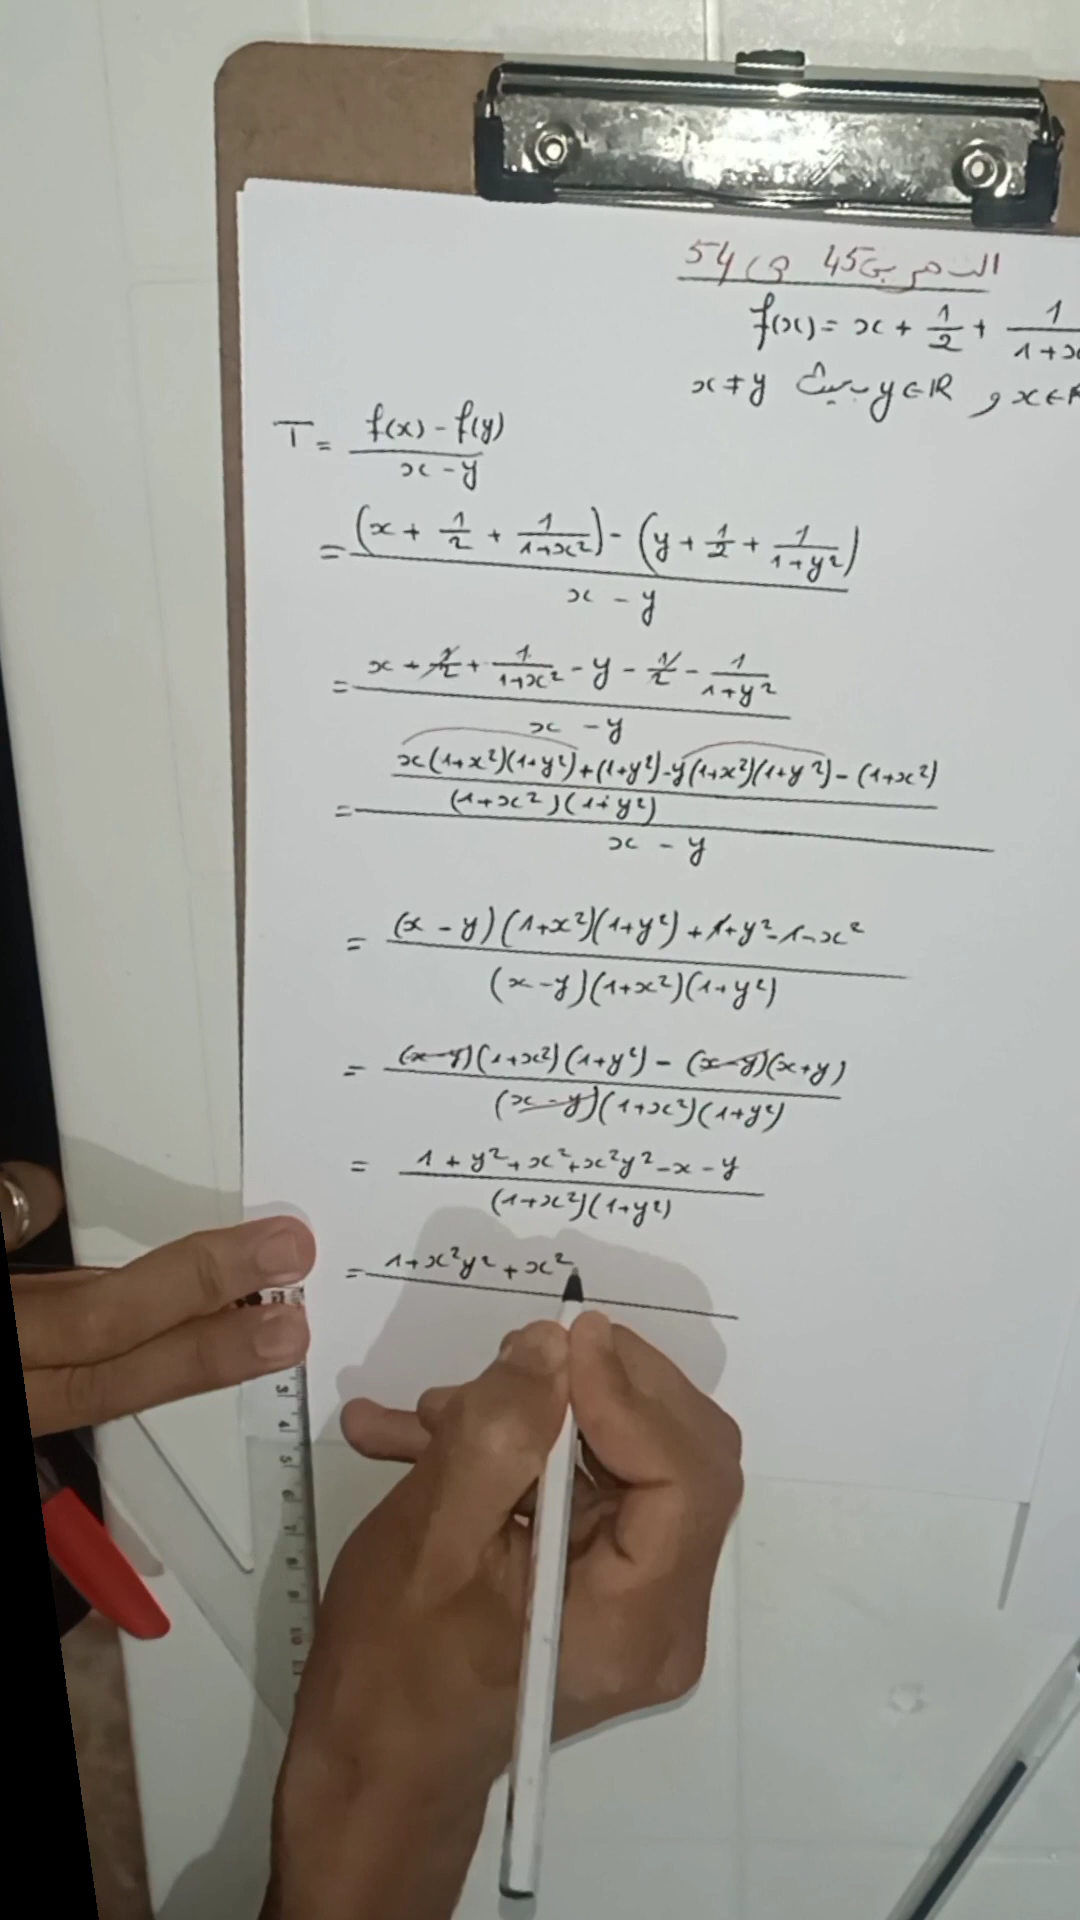 التمرين 45 ص 54
f(x) = x + 1/2 + 1/1+x
x ∈ R و y ∈ R بحيث x ≠ y
T = f(x) - f(y) / x - y
= (x + 1/2 + 1/1+x²) - (y + 1/2 + 1/1+y²) / x - y
= x + 1/2 + 1/1+x² - y - 1/2 - 1/1+y² / x - y
= x(1+x²)(1+y²) + (1+y²) - y(1+x²)(1+y²) - (1+x²) / (1+x²)(1+y²) / x - y
= (x - y)(1+x²)(1+y²) + 1 + y² - 1 - x² / (x-y)(1+x²)(1+y²)
= (x-y)(1+x²)(1+y²) - (x-y)(x+y) / (x-y)(1+x²)(1+y²)
= 1 + y² + x² + x²y² - x - y / (1+x²)(1+y²)
= 1 + x²y² + x²